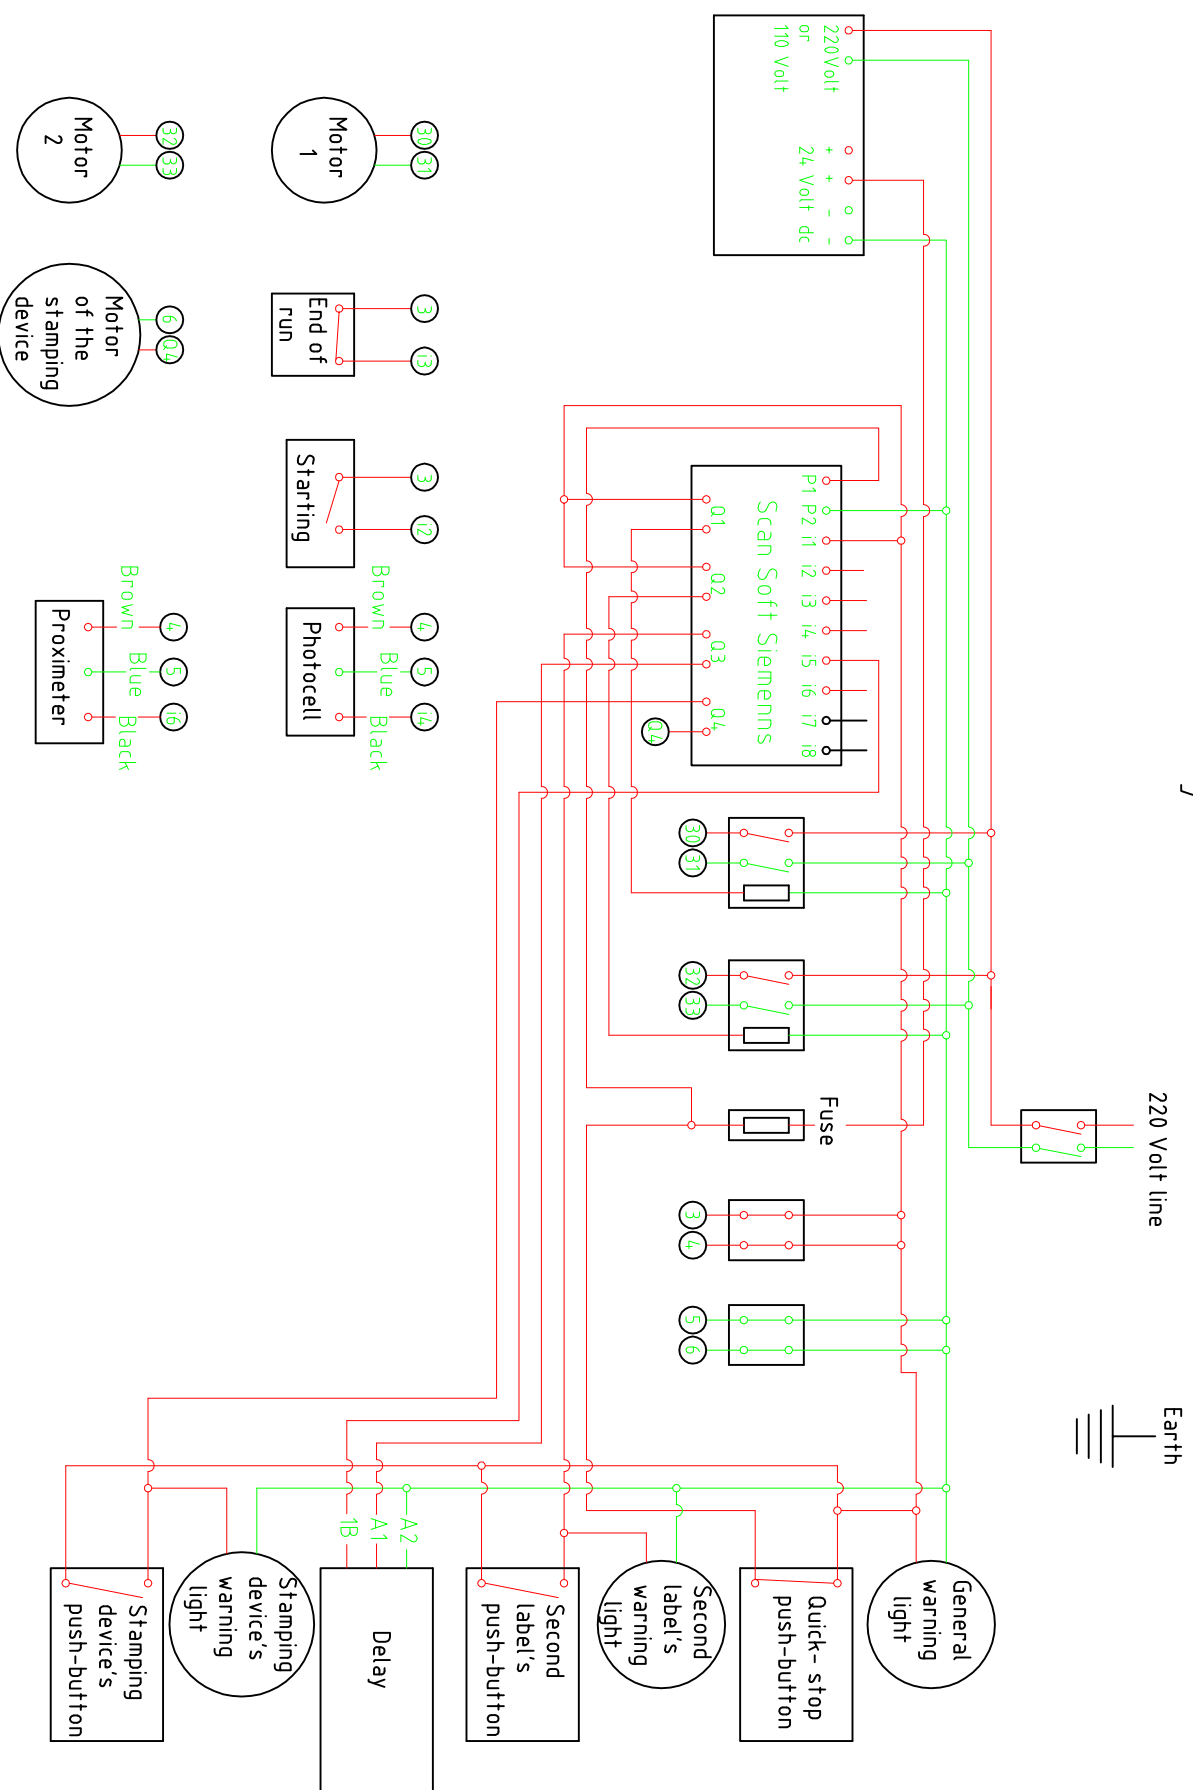 220 Volt line
Earth
220Volt
or
110 Volt
+ + - -
24 Volt dc
P1 P2 i1 i2 i3 i4 i5 i6 i7 i8
Scan Soft Siemenns
Q1 Q2 Q3 Q4
Q4
30
31
32
33
Fuse
3
4
5
6
General
warning
light
Quick-stop
push-button
Second
label's
warning
light
Second
label's
push-button
A2
A1
1B
Delay
Stamping
device's
warning
light
Stamping
device's
push-button
30 31
Motor
1
3 i3
End of
run
3 i2
Starting
4 5 i4
Brown Blue Black
Photocell
32 33
Motor
2
6 Q4
Motor
of the
stamping
device
4 5 i6
Brown Blue Black
Proximeter